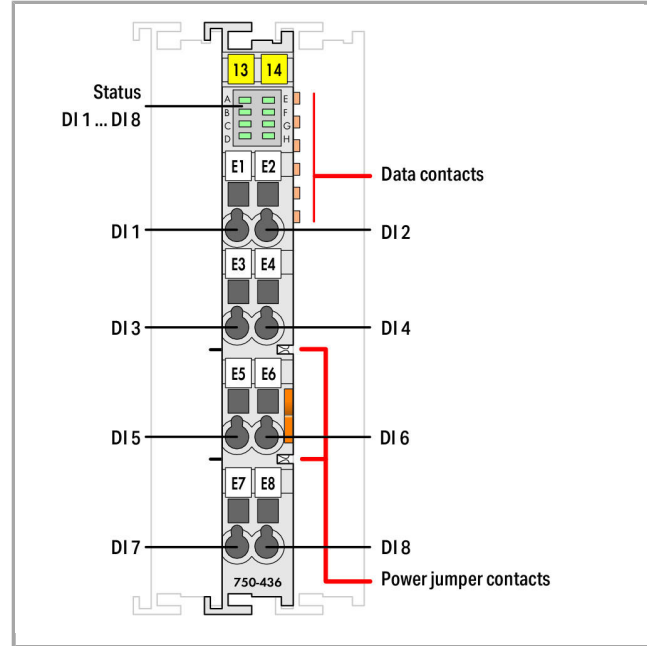 13 14
Status
DI 1 ... DI 8
A E
B F
C G
D H
E1 E2
Data contacts
DI 1
DI 2
E3 E4
DI 3
DI 4
E5 E6
DI 5
DI 6
E7 E8
DI 7
DI 8
750-436
Power jumper contacts